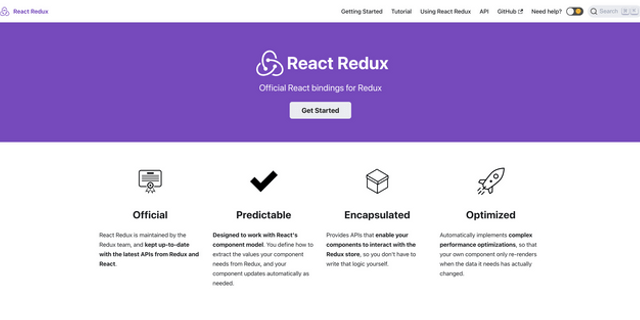 React Redux
Getting Started
Tutorial
Using React Redux
API
GitHub
Need help?
Search
React Redux
Official React bindings for Redux
Get Started
Official
React Redux is maintained by the
Redux team, and kept up-to-date
with the latest APIs from Redux and
React.
Predictable
Designed to work with React's
component model. You define how to
extract the values your component
needs from Redux, and your
component updates automatically as
needed.
Encapsulated
Provides APIs that enable your
components to interact with the
Redux store, so you don't have to
write that logic yourself.
Optimized
Automatically implements complex
performance optimizations, so that
your own component only re-renders
when the data it needs has actually
changed.